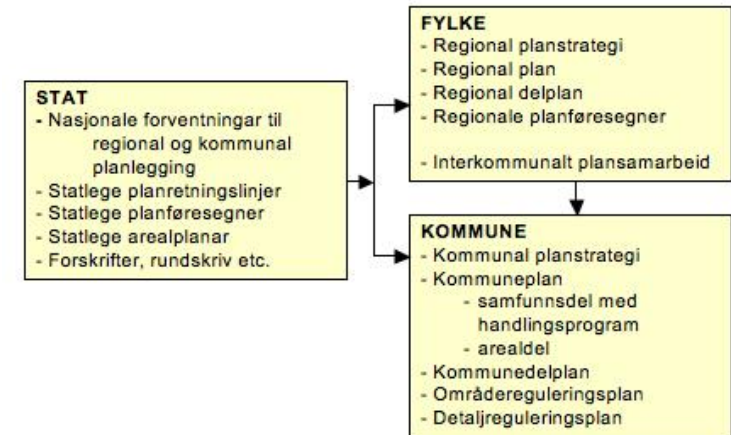 STAT
- Nasjonale forventningar til
regional og kommunal
planlegging
- Statlege planretningslinjer
- Statlege planføresegner
- Statlege arealplanar
- Forskrifter, rundskriv etc.
FYLKE
- Regional planstrategi
- Regional plan
- Regional delplan
- Regionale planføresegner
- Interkommunalt plansamarbeid
KOMMUNE
- Kommunal planstrategi
- Kommuneplan
- samfunnsdel med
handlingsprogram
- arealdel
- Kommunedelplan
- Områdereguleringsplan
- Detaljreguleringsplan